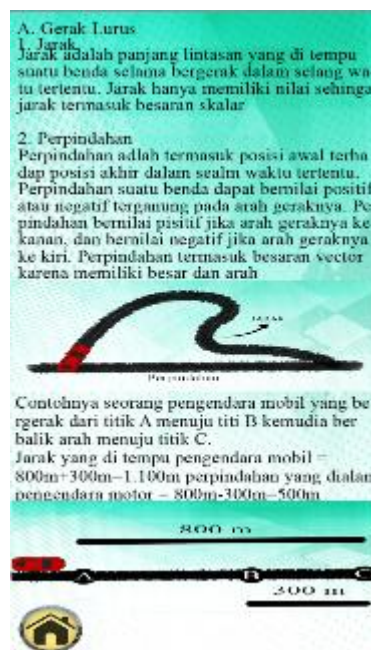 A. Gerak Lurus
1. Jarak
Jarak adalah panjang lintasan yang di tempu
suatu benda selama bergerak dalam selang wa
tu tertentu. Jarak hanya memiliki nilai sehinga
jarak termasuk besaran skalar
2. Perpindahan
Perpindahan adlah termasuk posisi awal terha
dap posisi akhir dalam sealm waktu tertentu.
Perpindahan suatu benda dapat bernilai positif
atau negatif terganung pada arah geraknya. Pe
pindahan bernilai pisitif jika arah geraknya ke
kanan, dan bernilai negatif jika arah geraknya
ke kiri. Perpindahan termasuk besaran vector
karena memiliki besar dan arah
Perpindahan
Contohnya seorang pengendara mobil yang be
rgerak dari titik A menuju titi B kemudia ber
balik arah menuju titik C.
Jarak yang di tempu pengendara mobil =
800m+300m=1.100m perpindahan yang dialan
pengendara motor = 800m-300m=500m
800 m
A B C
300 m